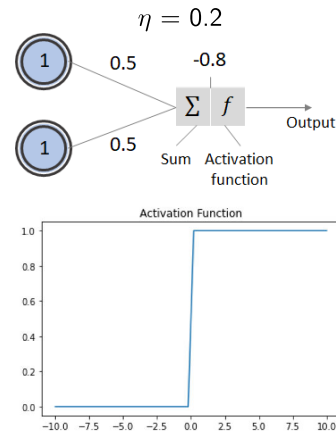 η = 0.2
1
0.5
-0.8
Σ f
Output
1
0.5
Sum
Activation
function
Activation Function
1.0
0.8
0.6
0.4
0.2
0.0
−10.0 −7.5 −5.0 −2.5 0.0 2.5 5.0 7.5 10.0